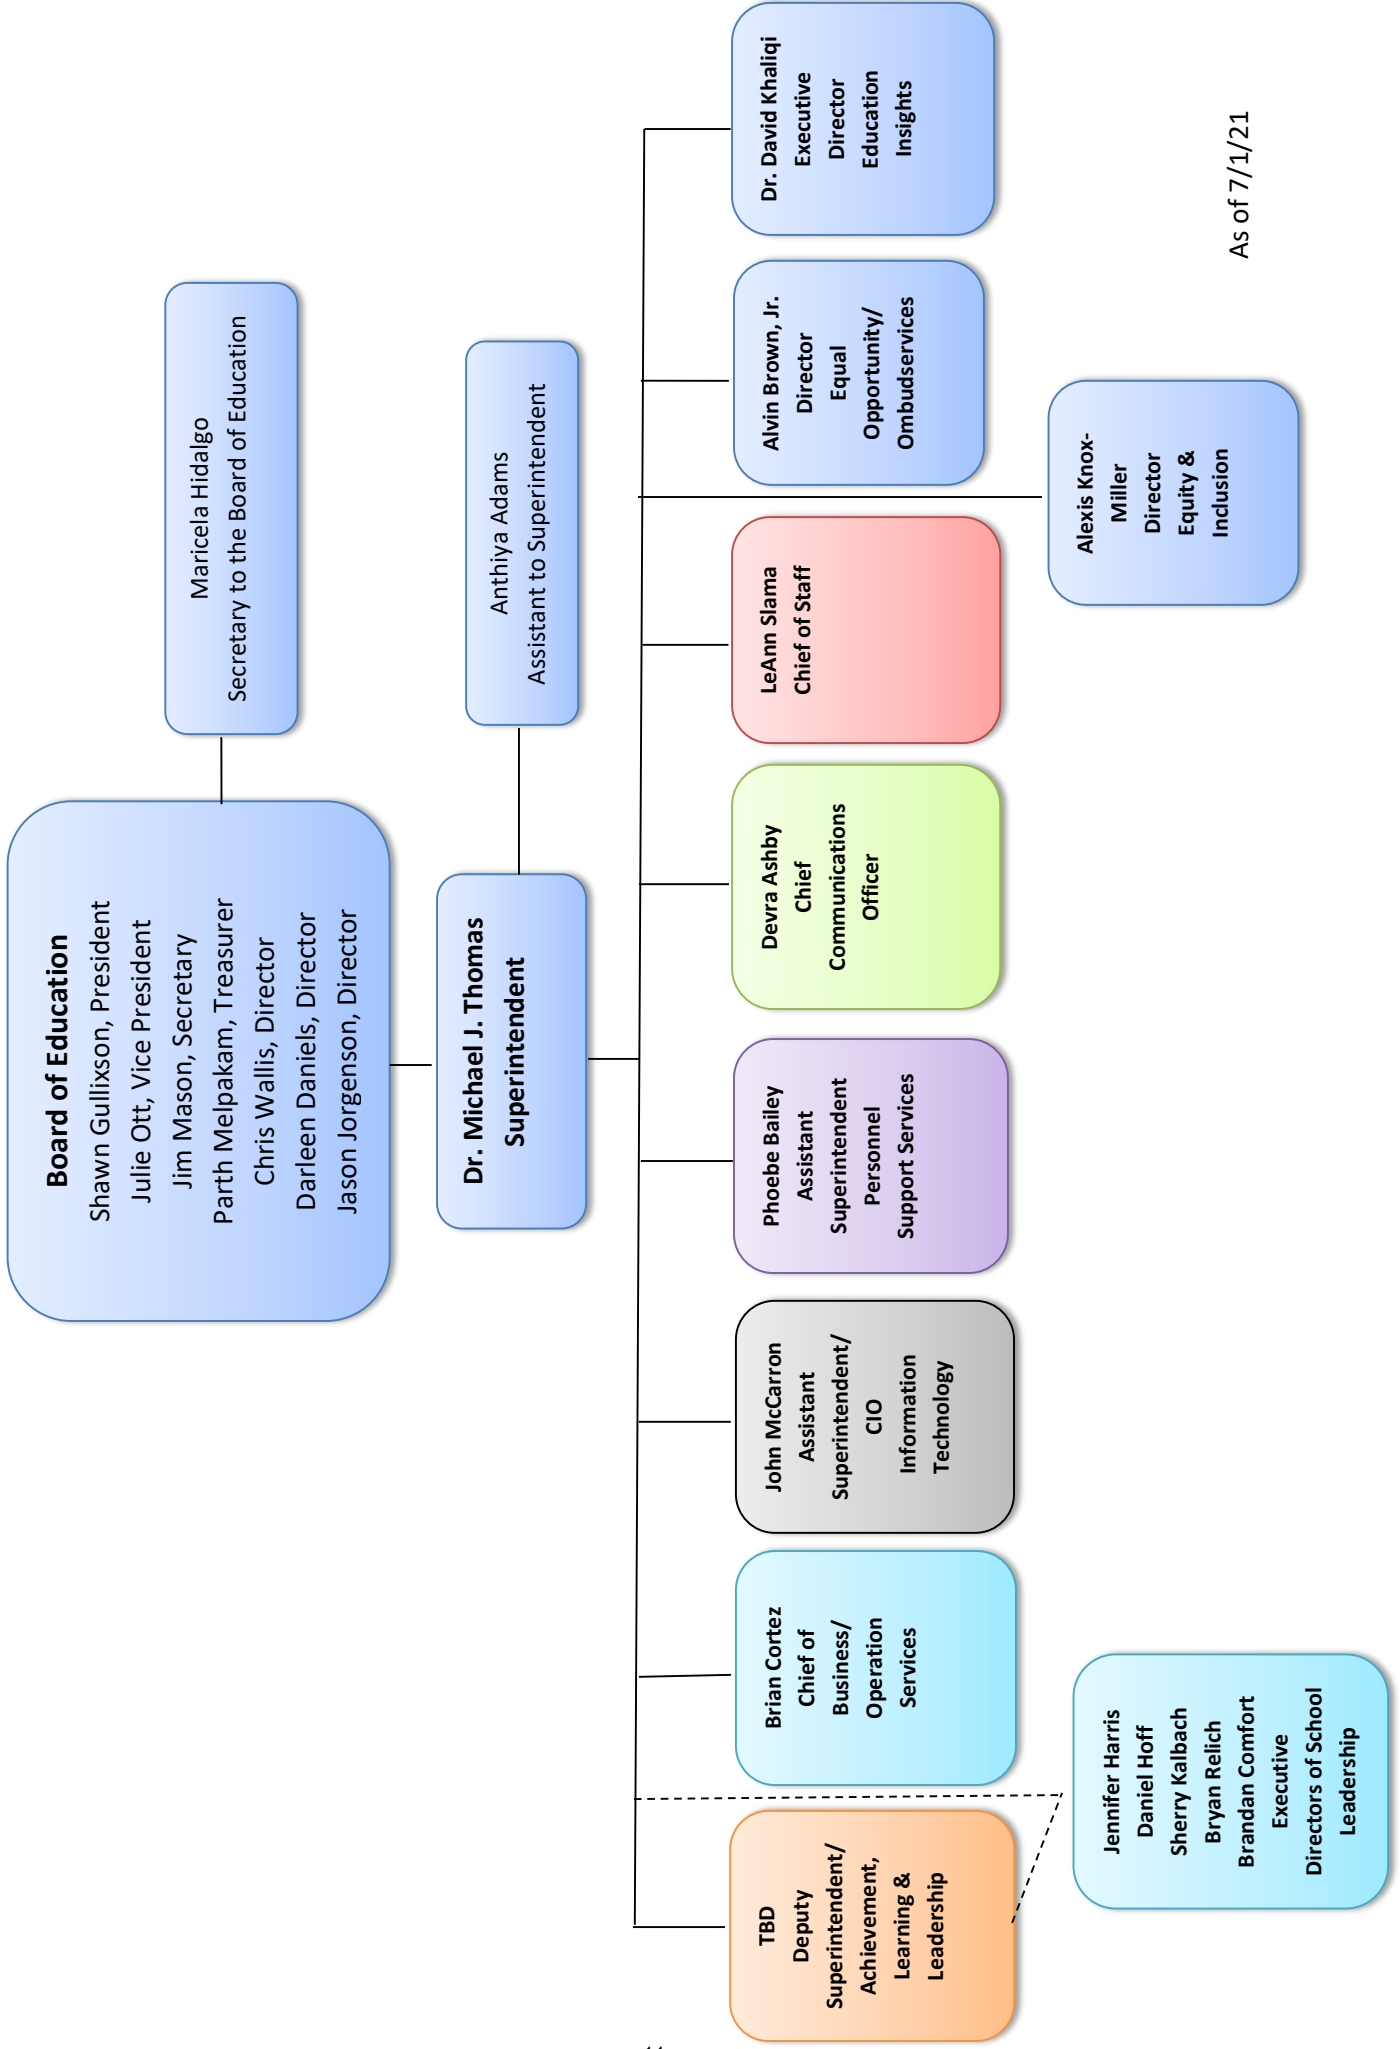 Board of Education
Shawn Gullixson, President
Julie Ott, Vice President
Jim Mason, Secretary
Parth Melpakam, Treasurer
Chris Wallis, Director
Darleen Daniels, Director
Jason Jorgenson, Director
Maricela Hidalgo
Secretary to the Board of Education
Dr. Michael J. Thomas
Superintendent
Anthiya Adams
Assistant to Superintendent
TBD
Deputy
Superintendent/
Achievement,
Learning &
Leadership
Brian Cortez
Chief of
Business/
Operation
Services
John McCarron
Assistant
Superintendent/
CIO
Information
Technology
Phoebe Bailey
Assistant
Superintendent
Personnel
Support Services
Devra Ashby
Chief
Communications
Officer
LeAnn Slama
Chief of Staff
Alvin Brown, Jr.
Director
Equal
Opportunity/
Ombudservices
Dr. David Khaliqi
Executive
Director
Education
Insights
Jennifer Harris
Daniel Hoff
Sherry Kalbach
Bryan Relich
Brandan Comfort
Executive
Directors of School
Leadership
Alexis Knox-
Miller
Director
Equity &
Inclusion
As of 7/1/21